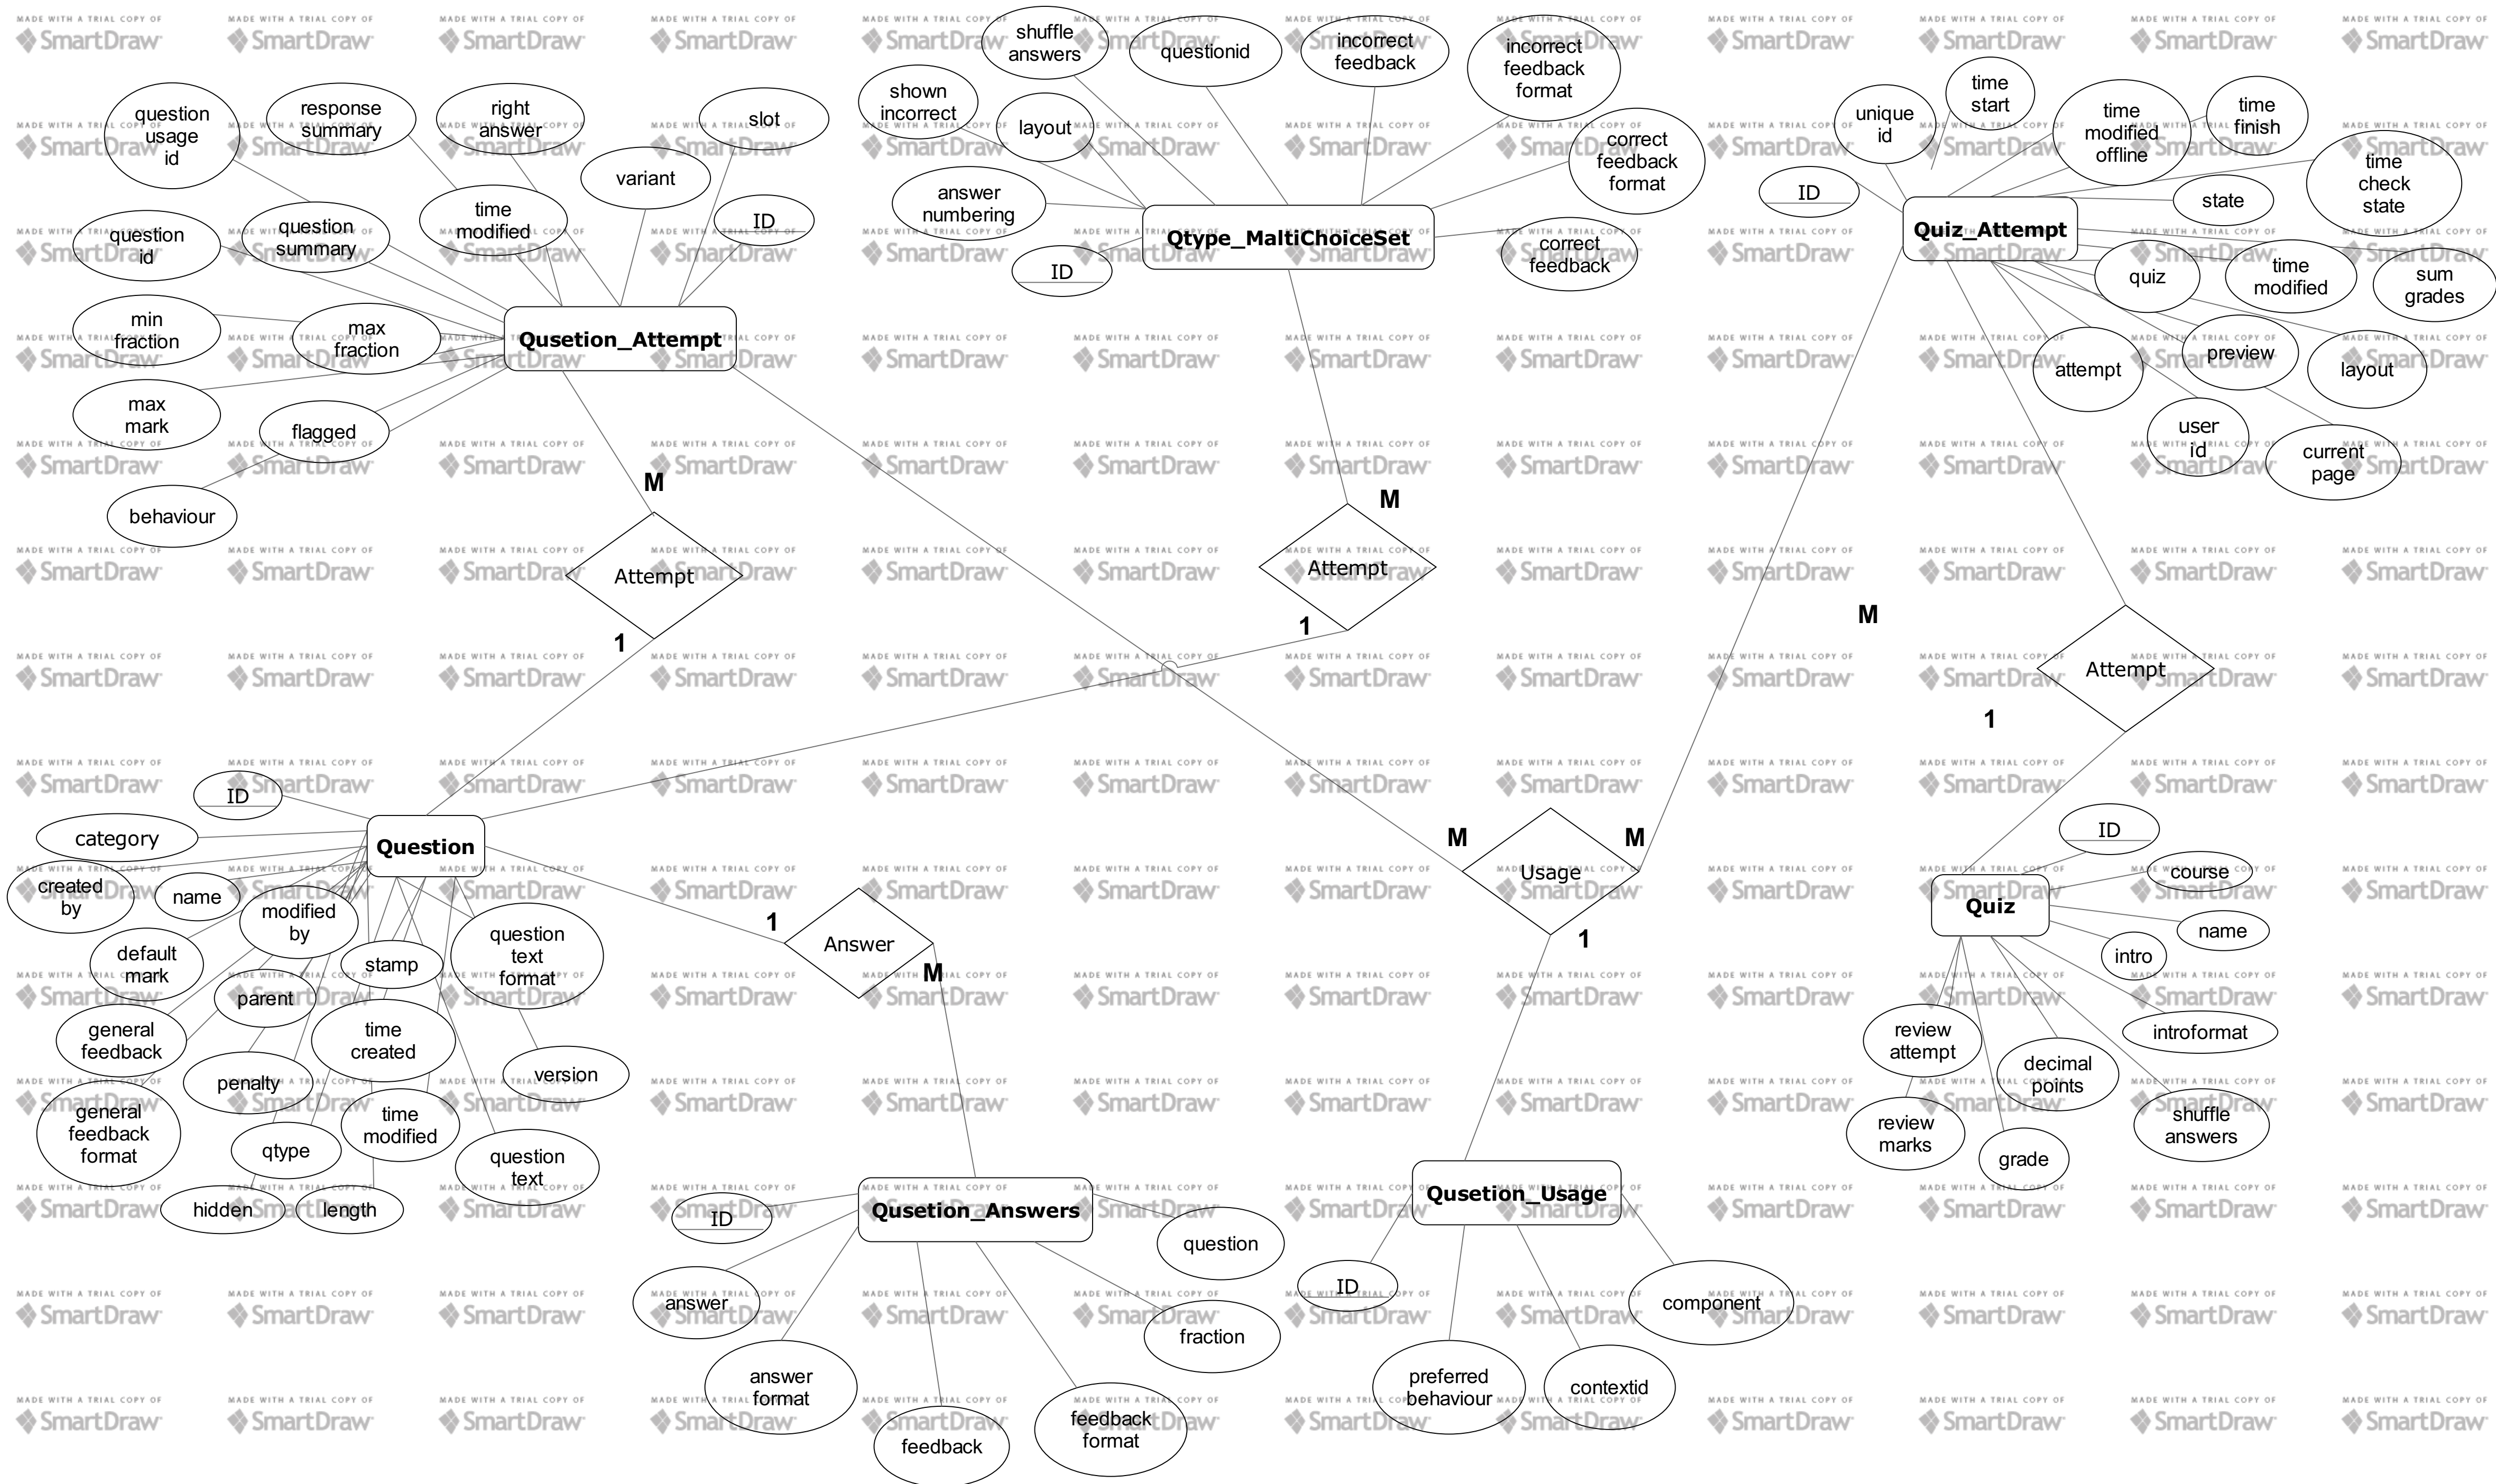 MADE WITH A TRIAL COPY OF
SmartDraw
question
usage
id
response
summary
right
answer
slot
variant
ID
time
modified
question
summary
question
id
min
fraction
max
fraction
max
mark
flagged
behaviour
Qusetion_Attempt
shuffle
answers
questionid
incorrect
feedback
incorrect
feedback
format
shown
incorrect
layout
correct
feedback
format
answer
numbering
ID
correct
feedback
Qtype_MaltiChoiceSet
unique
id
time
start
time
modified
offline
time
finish
time
check
state
ID
state
Quiz_Attempt
quiz
time
modified
sum
grades
attempt
preview
layout
user
id
current
page
M
Attempt
1
M
Attempt
1
M
Attempt
1
ID
category
Question
created
by
name
modified
by
default
mark
stamp
question
text
format
parent
general
feedback
time
created
version
penalty
general
feedback
format
qtype
time
modified
question
text
hidden
length
1
Answer
M
M
Usage
M
1
ID
course
Quiz
name
intro
introformat
review
attempt
decimal
points
review
marks
shuffle
answers
grade
Qusetion_Answers
ID
question
answer
fraction
answer
format
feedback
feedback
format
Qusetion_Usage
ID
component
preferred
behaviour
contextid